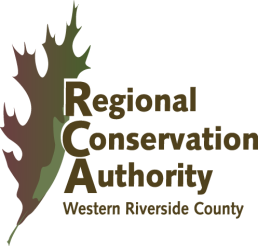 Regional
Conservation
Authority
Western Riverside County